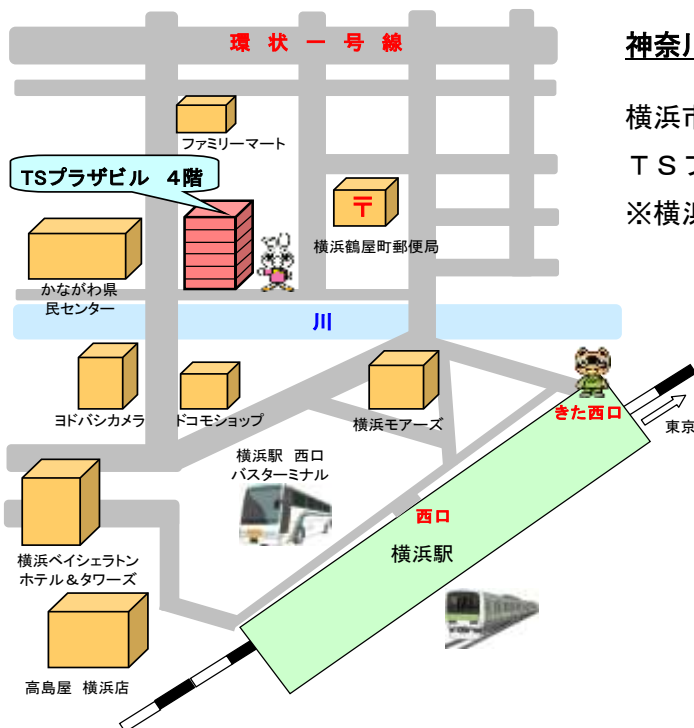 環 状 一 号 線
神奈川
横浜市
ＴＳプ
※横浜
ファミリーマート
TSプラザビル　4階
〒
横浜鶴屋町郵便局
かながわ県
民センター
川
ヨドバシカメラ
ドコモショップ
横浜モアーズ
きた西口
東京
横浜駅　西口
バスターミナル
西口
横浜駅
横浜ベイシェラトン
ホテル＆タワーズ
高島屋　横浜店